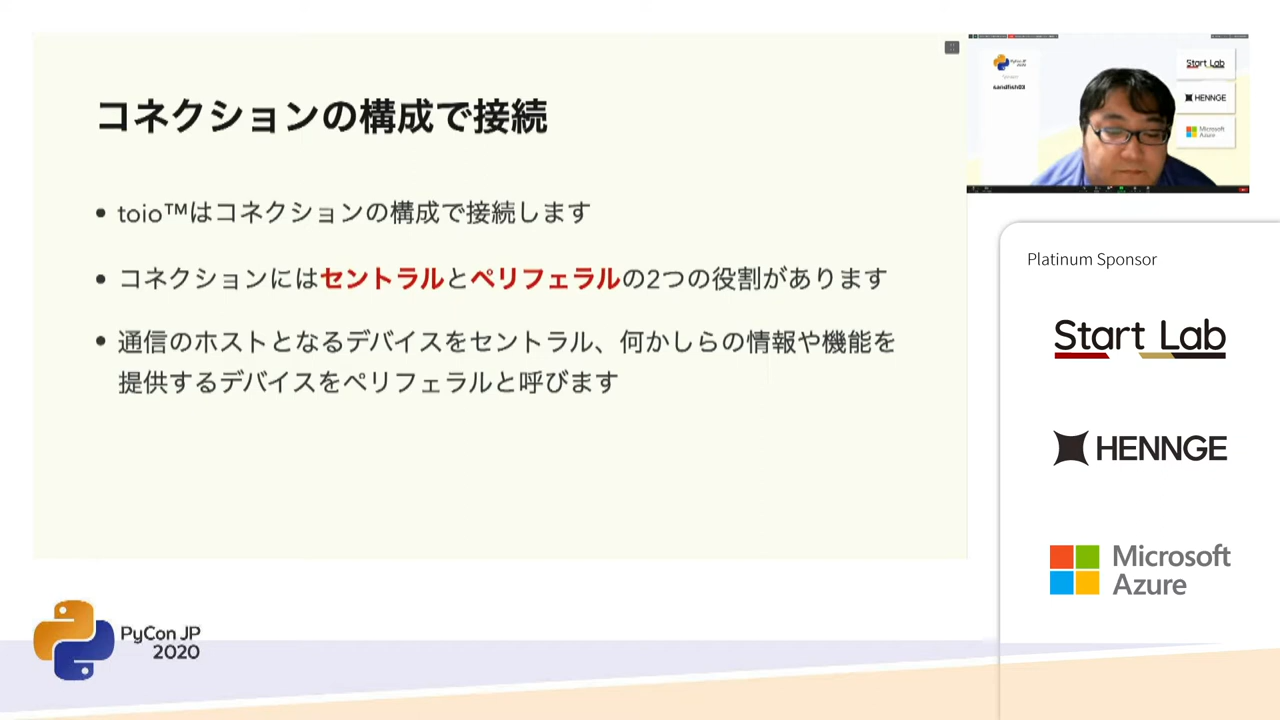 コネクションの構成で接続
• toio™はコネクションの構成で接続します
• コネクションにはセントラルとペリフェラルの2つの役割があります
• 通信のホストとなるデバイスをセントラル、何かしらの情報や機能を
提供するデバイスをペリフェラルと呼びます
sandfish03
Start Lab
HENNGE
Microsoft
Azure
Platinum Sponsor
Start Lab
HENNGE
Microsoft
Azure
PyCon JP
2020